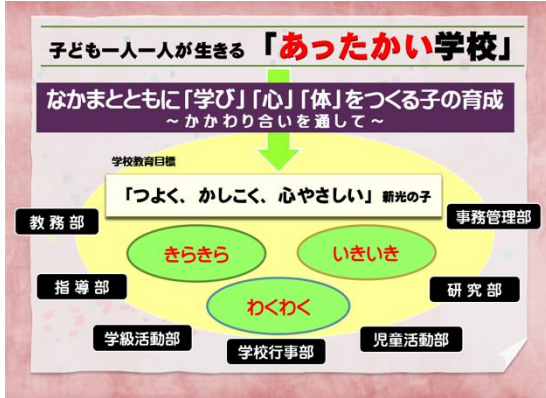 子ども一人一人が生きる「あったかい学校」
なかまとともに「学び」「心」「体」をつくる子の育成
～かかわり合いを通して～
学校教育目標
「つよく、かしこく、心やさしい」新光の子
教務部
事務管理部
きらきら
いきいき
指導部
研究部
わくわく
学級活動部
学校行事部
児童活動部